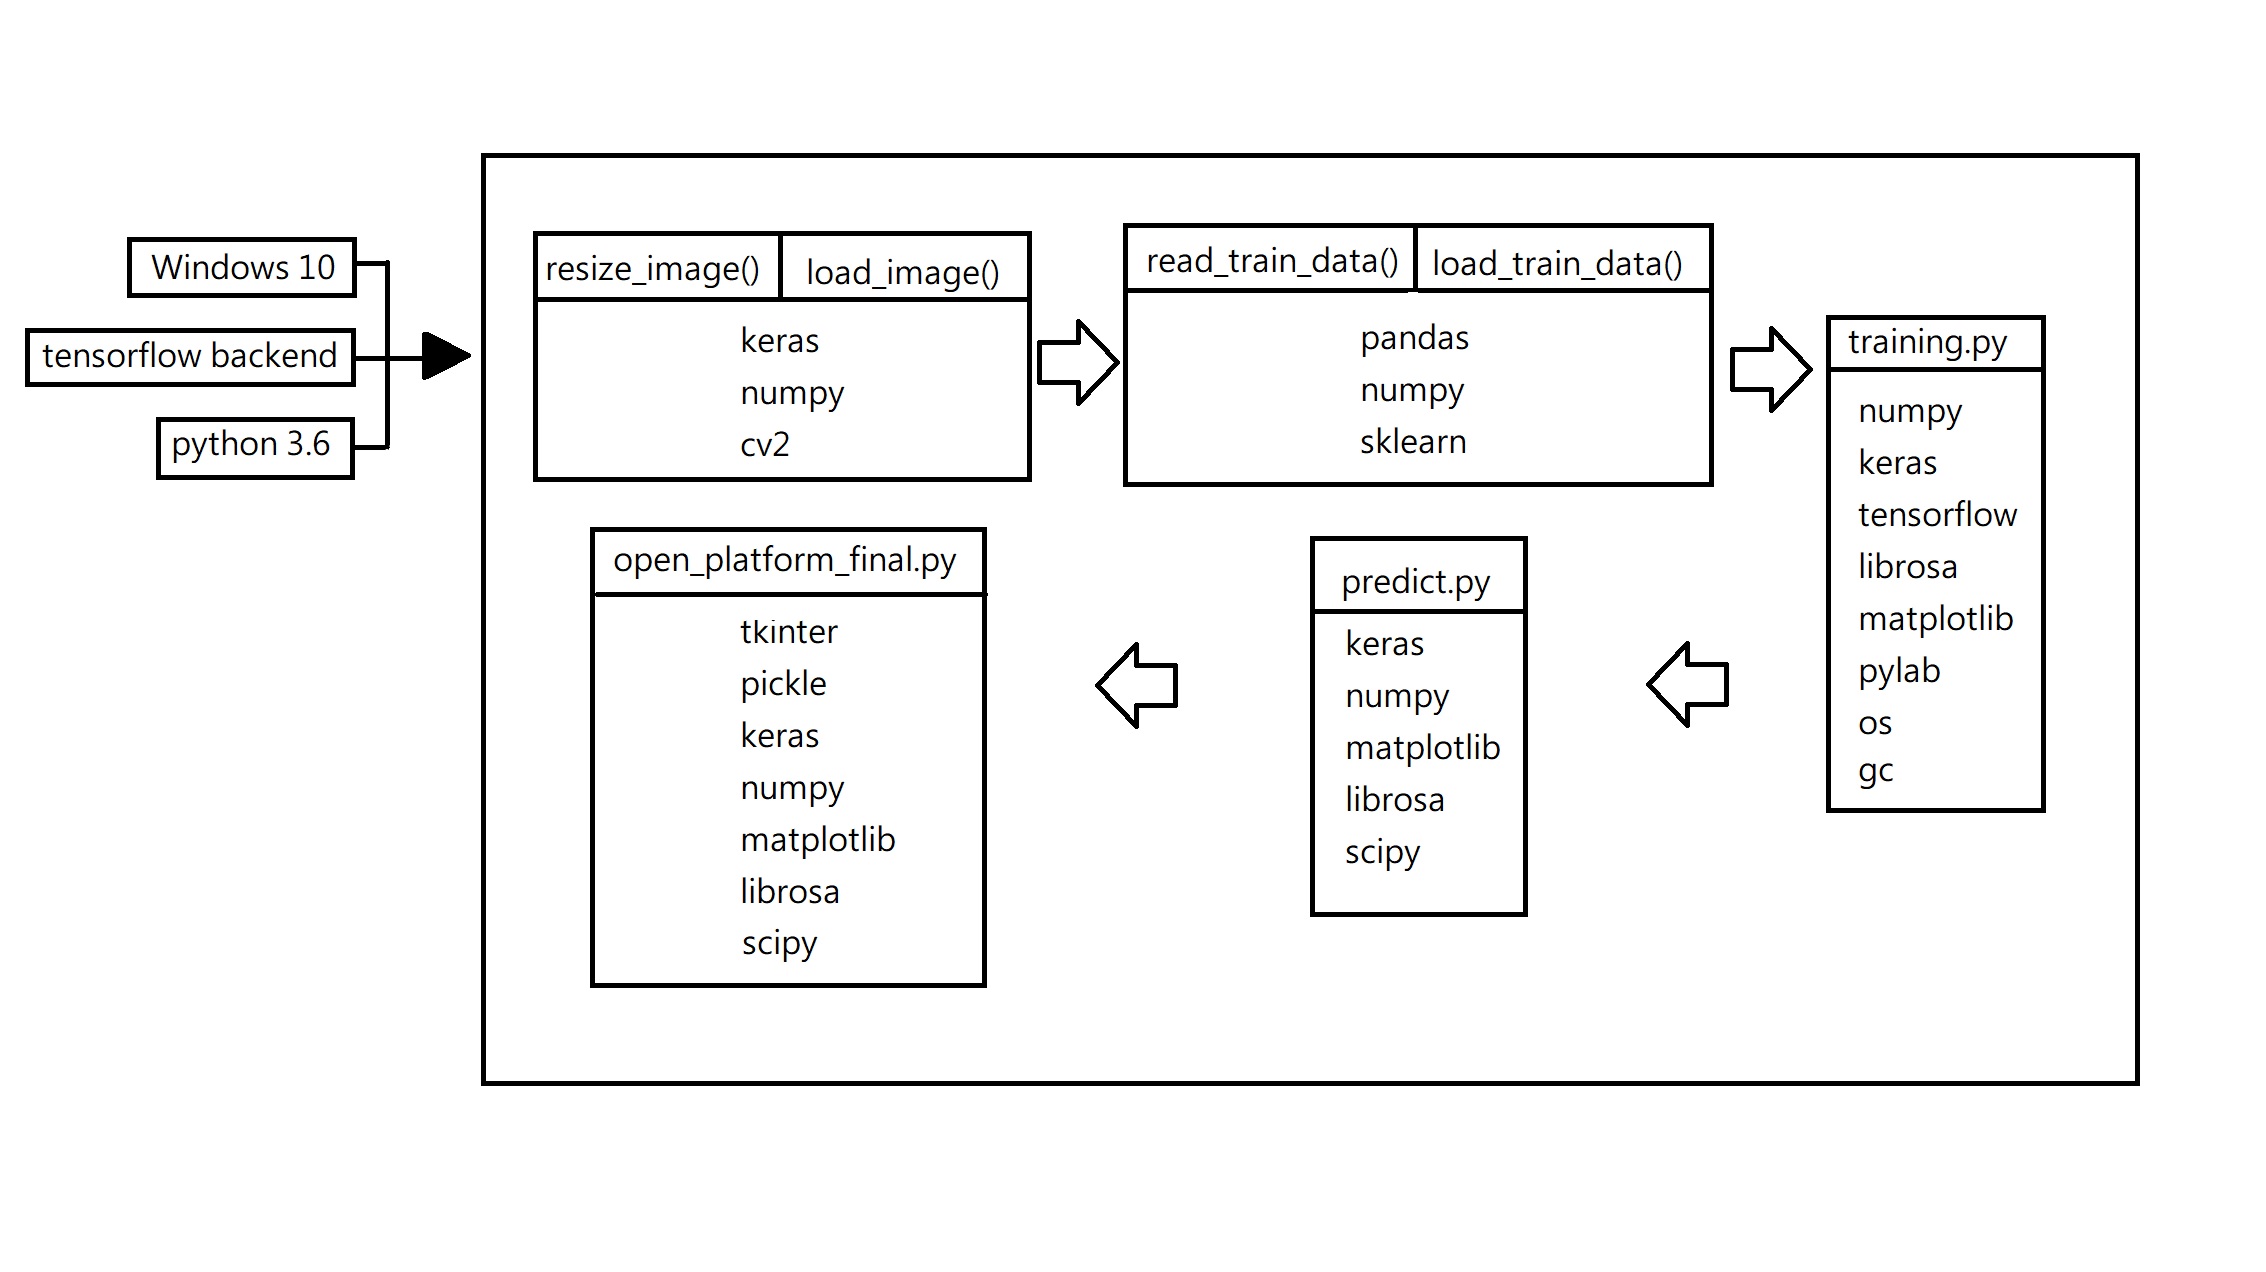 Windows 10
tensorflow backend
python 3.6
resize_image()
load_image()
keras
numpy
cv2
read_train_data()
load_train_data()
pandas
numpy
sklearn
training.py
numpy
keras
tensorflow
librosa
matplotlib
pylab
os
gc
predict.py
keras
numpy
matplotlib
librosa
scipy
open_platform_final.py
tkinter
pickle
keras
numpy
matplotlib
librosa
scipy